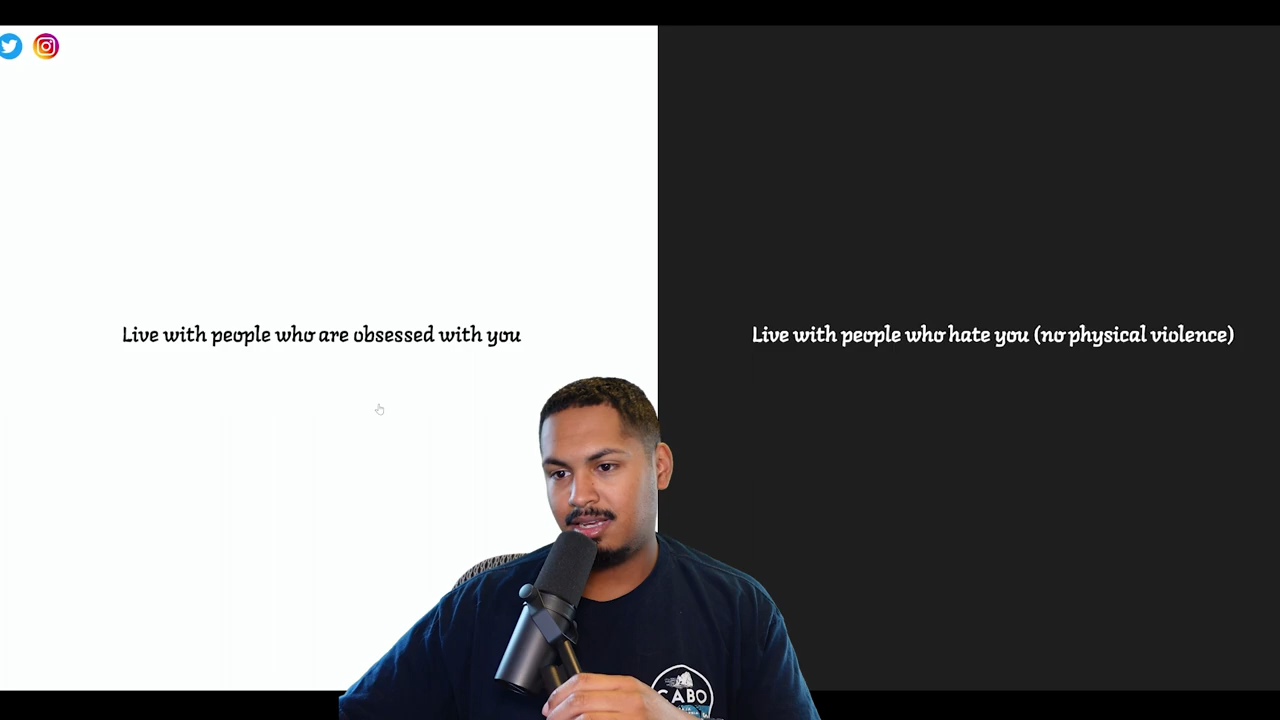 Live with people who are obsessed with you
Live with people who hate you (no physical violence)
CABO